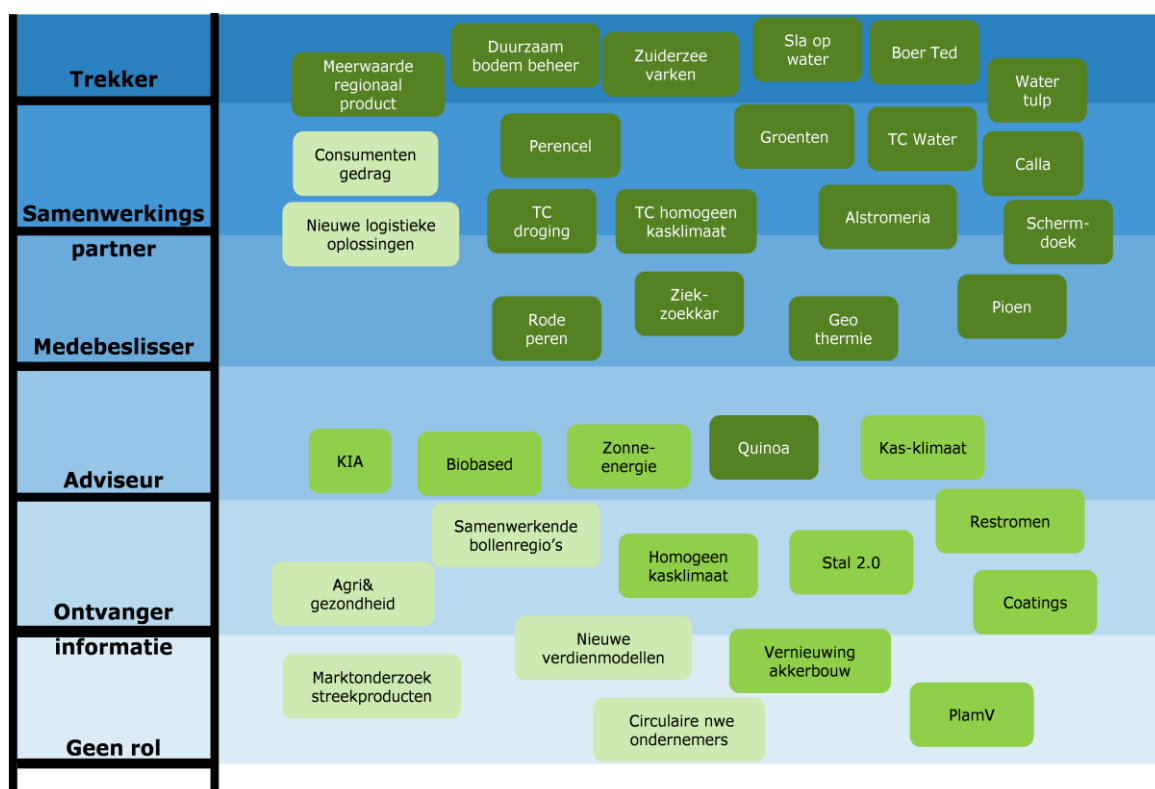 Trekker
Meerwaarde
regionaal
product
Duurzaam
bodem beheer
Zuiderzee
varken
Sla op
water
Boer Ted
Water
tulp
Samenwerkings
partner
Consumenten
gedrag
Perencel
Groenten
TC Water
Calla
Nieuwe logistieke
oplossingen
TC
droging
TC homogeen
kasklimaat
Alstromeria
Scherm-
doek
Medebeslisser
Rode
peren
Ziek-
zoekkar
Geo
thermie
Pioen
Adviseur
KIA
Biobased
Zonne-
energie
Quinoa
Kas-klimaat
Ontvanger
informatie
Samenwerkende
bollenregio's
Restromen
Agri&
gezondheid
Homogeen
kasklimaat
Stal 2.0
Coatings
Geen rol
Marktonderzoek
streekproducten
Nieuwe
verdienmodellen
Vernieuwing
akkerbouw
Circulaire nwe
ondernemers
PlamV